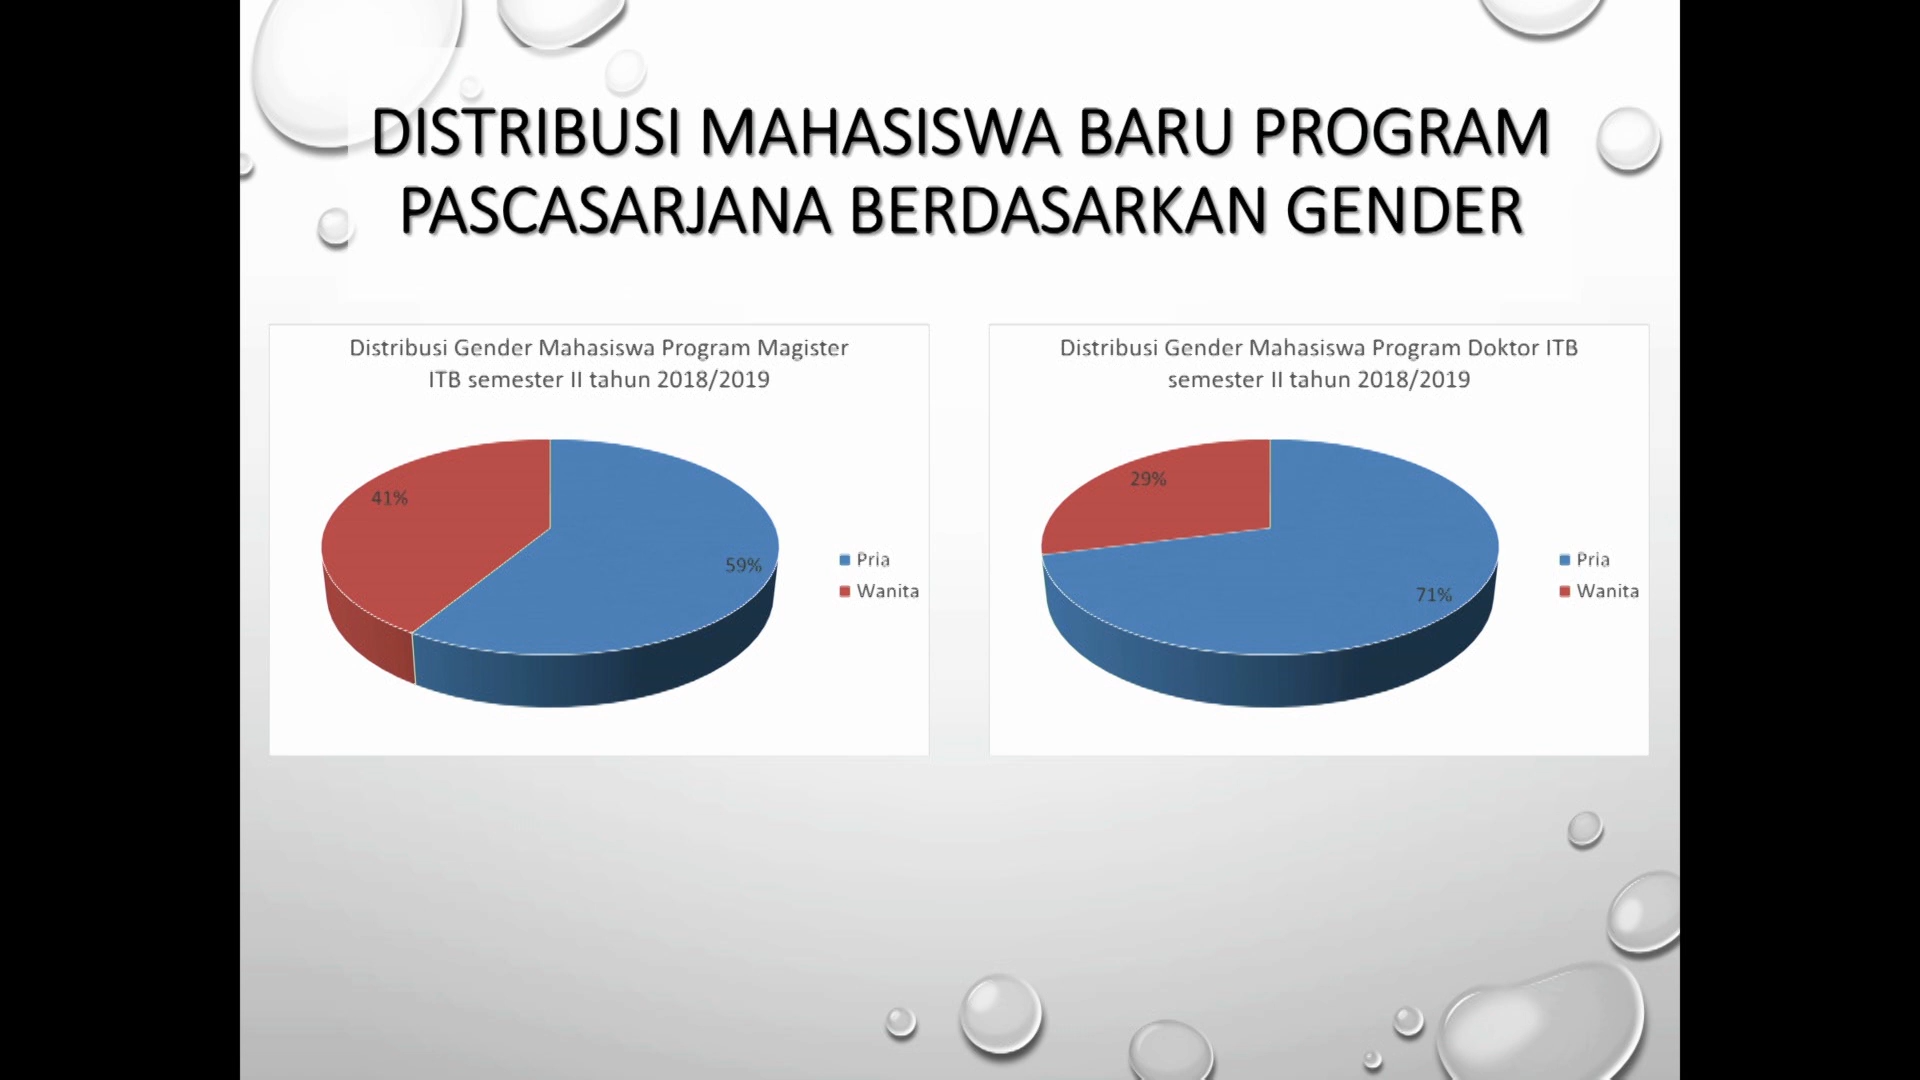 DISTRIBUSI MAHASISWA BARU PROGRAM
PASCASARJANA BERDASARKAN GENDER
Distribusi Gender Mahasiswa Program Magister
ITB semester II tahun 2018/2019
41%
59%
Pria
Wanita
Distribusi Gender Mahasiswa Program Doktor ITB
semester II tahun 2018/2019
29%
71%
Pria
Wanita